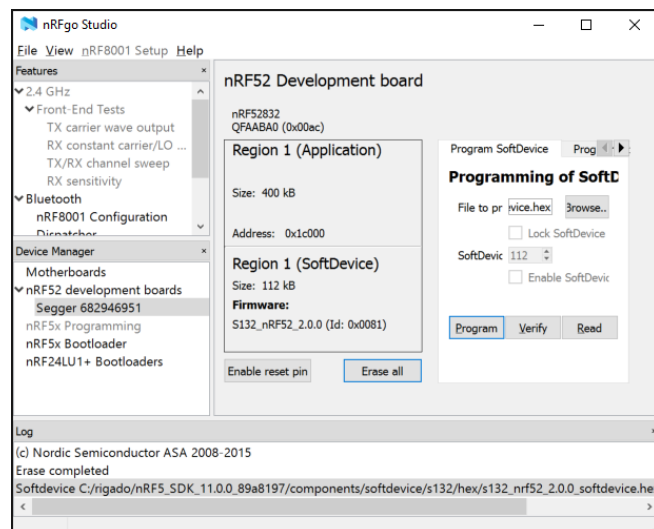 nRFgo Studio
File View nRF8001 Setup Help
Features
2.4 GHz
Front-End Tests
TX carrier wave output
RX constant carrier/LO ...
TX/RX channel sweep
RX sensitivity
Bluetooth
nRF8001 Configuration
Dispatcher
Device Manager
Motherboards
nRF52 development boards
Segger 682946951
nRF5x Programming
nRF5x Bootloader
nRF24LU1+ Bootloaders
nRF52 Development board
nRF52832
QFAABA0 (0x00ac)
Region 1 (Application)
Size: 400 kB
Address: 0x1c000
Region 1 (SoftDevice)
Size: 112 kB
Firmware:
S132_nRF52_2.0.0 (Id: 0x0081)
Enable reset pin Erase all
Program SoftDevice Prog
Programming of SoftD
File to pr vice.hex Browse..
Lock SoftDevice
SoftDevic 112
Enable SoftDevic
Program Verify Read
Log
(c) Nordic Semiconductor ASA 2008-2015
Erase completed
Softdevice C:/rigado/nRF5_SDK_11.0.0_89a8197/components/softdevice/s132/hex/s132_nrf52_2.0.0_softdevice.he